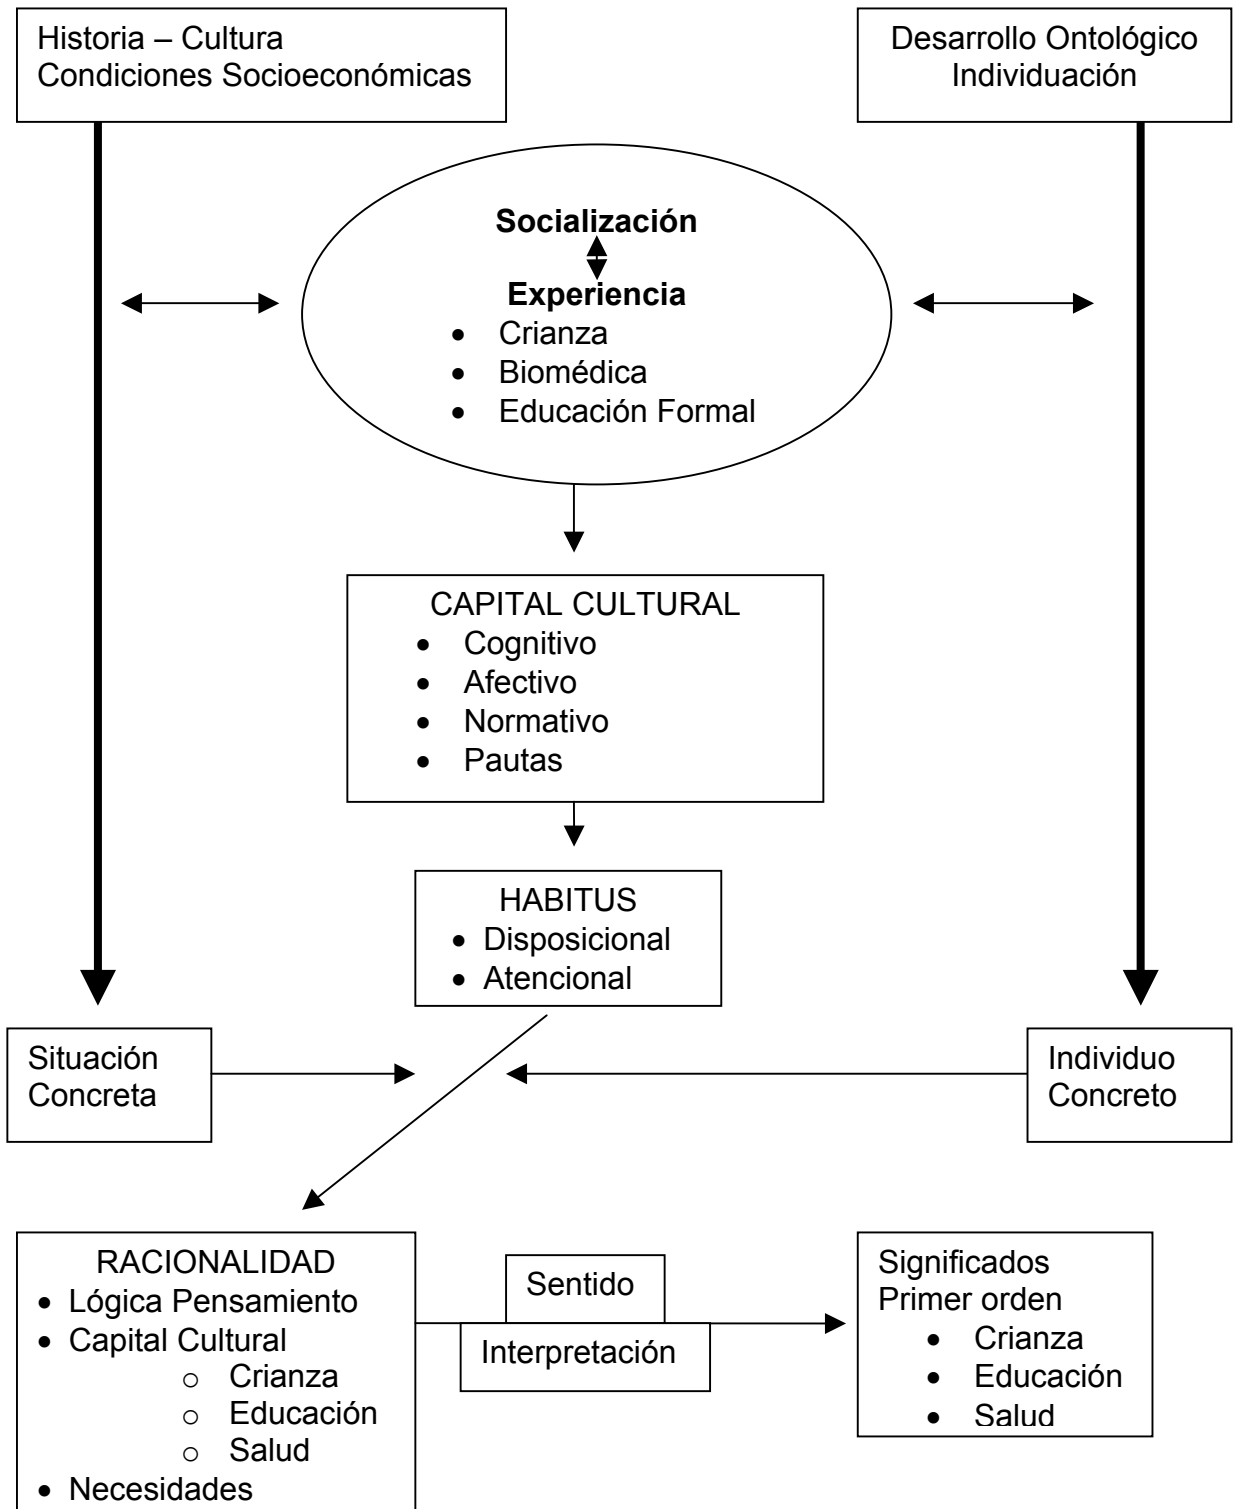 Historia – Cultura
Condiciones Socioeconómicas
Desarrollo Ontológico
Individuación
Socialización
Experiencia
• Crianza
• Biomédica
• Educación Formal
CAPITAL CULTURAL
• Cognitivo
• Afectivo
• Normativo
• Pautas
HABITUS
• Disposicional
• Atencional
Situación
Concreta
Individuo
Concreto
RACIONALIDAD
• Lógica Pensamiento
• Capital Cultural
o Crianza
o Educación
o Salud
• Necesidades
Sentido
Interpretación
Significados
Primer orden
• Crianza
• Educación
• Salud